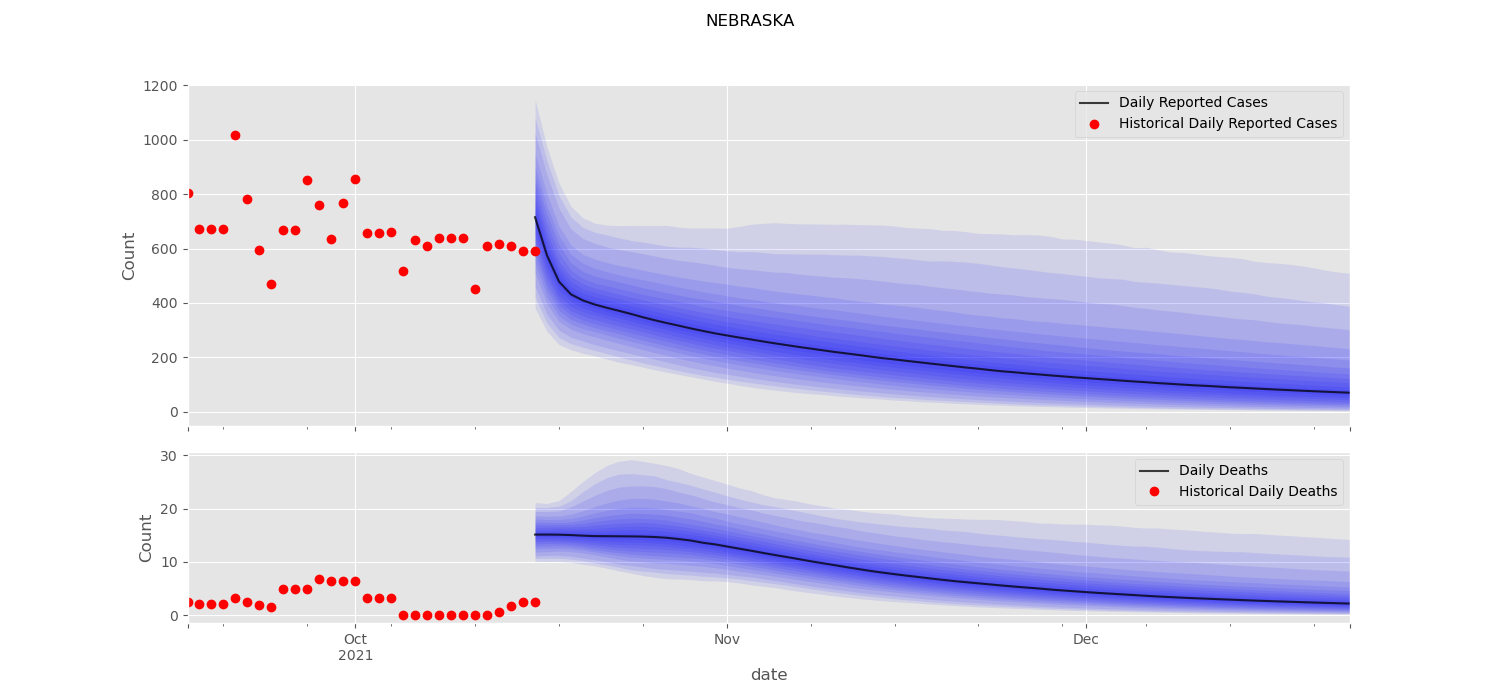 NEBRASKA
1200
1000
800
600
400
200
0
Count
Daily Reported Cases
Historical Daily Reported Cases
30
20
10
0
Count
Daily Deaths
Historical Daily Deaths
Oct
2021
Nov
Dec
date